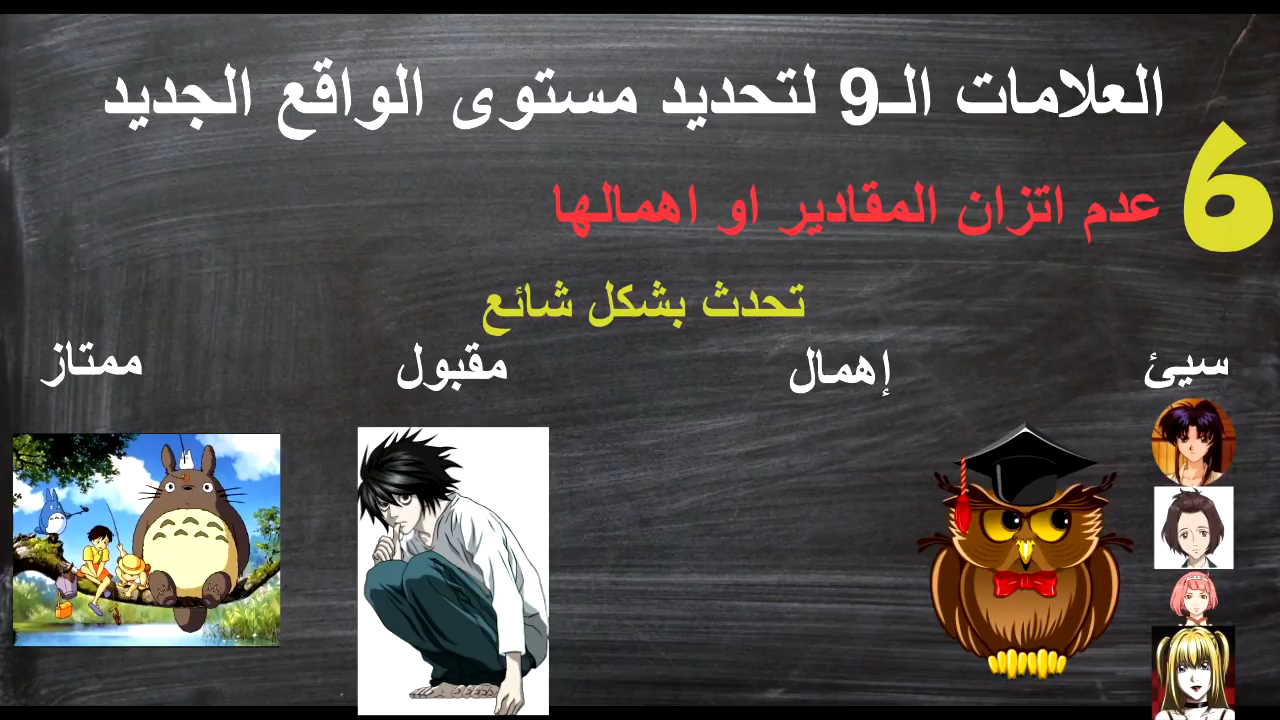 العلامات الـ9 لتحديد مستوى الواقع الجديد
6
عدم اتزان المقادير او اهمالها
تحدث بشكل شائع
سيئ
إهمال
مقبول
ممتاز